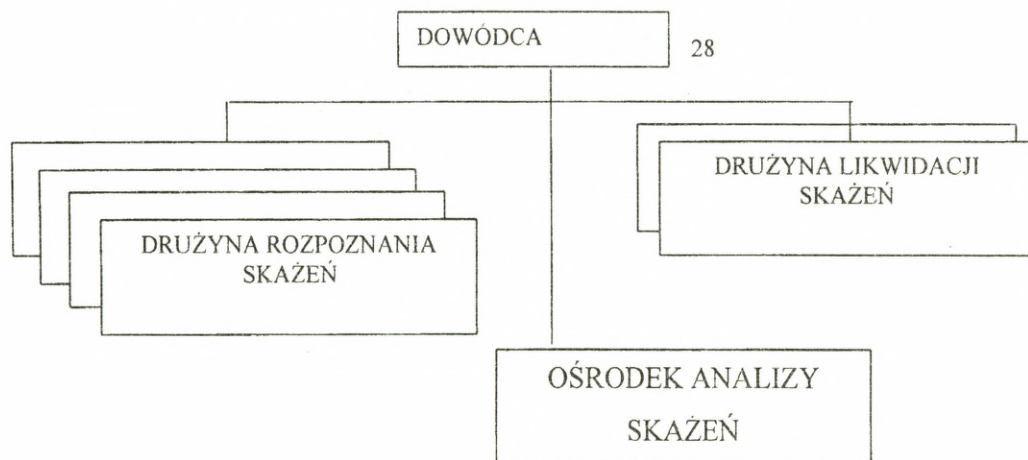 DOWÓDCA
28
DRUŻYNA LIKWIDACJI
SKAŻEŃ
DRUŻYNA ROZPOZNANIA
SKAŻEŃ
OŚRODEK ANALIZY
SKAŻEŃ